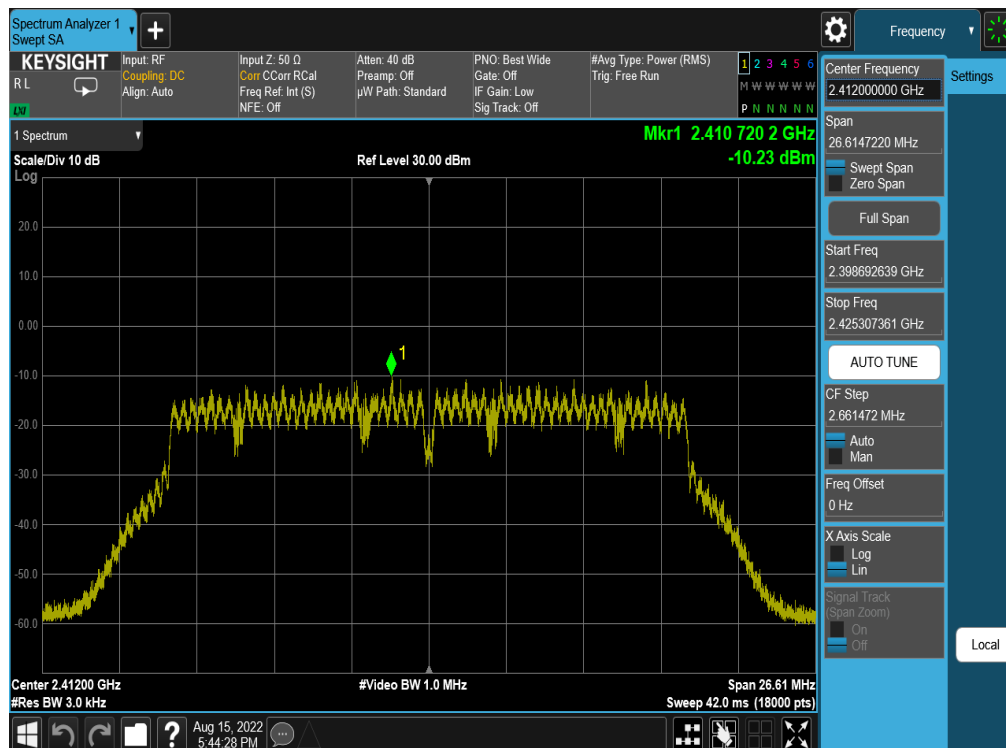 Spectrum Analyzer 1
Swept SA
+
Frequency
KEYSIGHT
R L
LXI
Input: RF
Coupling: DC
Align: Auto
Input Z: 50 Ω
Corr CCorr RCal
Freq Ref: Int (S)
NFE: Off
Atten: 40 dB
Preamp: Off
µW Path: Standard
PNO: Best Wide
Gate: Off
IF Gain: Low
Sig Track: Off
#Avg Type: Power (RMS)
Trig: Free Run
1 2 3 4 5 6
M W W W W W
P N N N N N
1 Spectrum
Scale/Div 10 dB
Log
Ref Level 30.00 dBm
Mkr1 2.410 720 2 GHz
-10.23 dBm
20.0
10.0
0.00
-10.0
-20.0
-30.0
-40.0
-50.0
-60.0
1
Center 2.41200 GHz
#Res BW 3.0 kHz
#Video BW 1.0 MHz
Span 26.61 MHz
Sweep 42.0 ms (18000 pts)
Center Frequency
2.412000000 GHz
Settings
Span
26.6147220 MHz
Swept Span
Zero Span
Full Span
Start Freq
2.398692639 GHz
Stop Freq
2.425307361 GHz
AUTO TUNE
CF Step
2.661472 MHz
Auto
Man
Freq Offset
0 Hz
X Axis Scale
Log
Lin
Signal Track
(Span Zoom)
On
Off
Local
?
Aug 15, 2022
5:44:28 PM